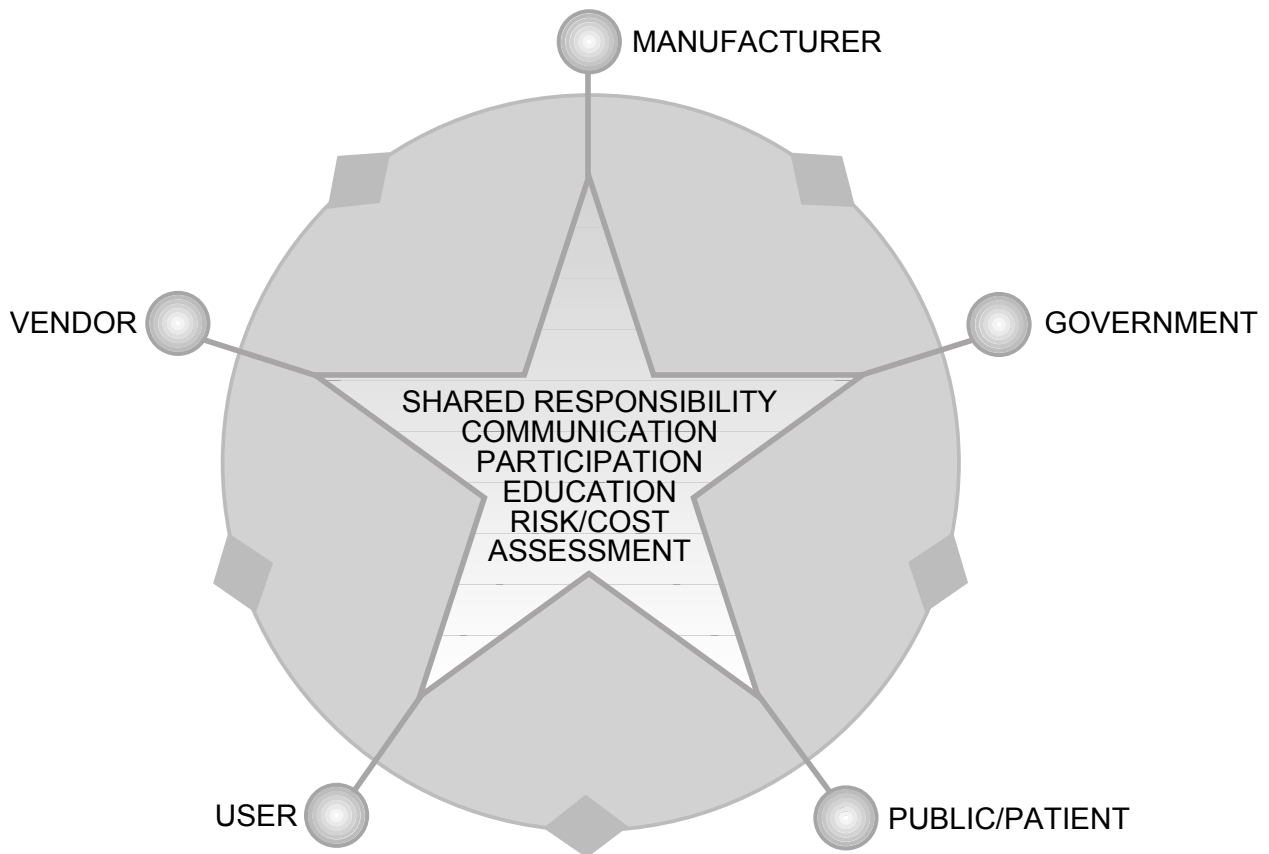 MANUFACTURER
VENDOR
GOVERNMENT
SHARED RESPONSIBILITY
COMMUNICATION
PARTICIPATION
EDUCATION
RISK/COST
ASSESSMENT
USER
PUBLIC/PATIENT